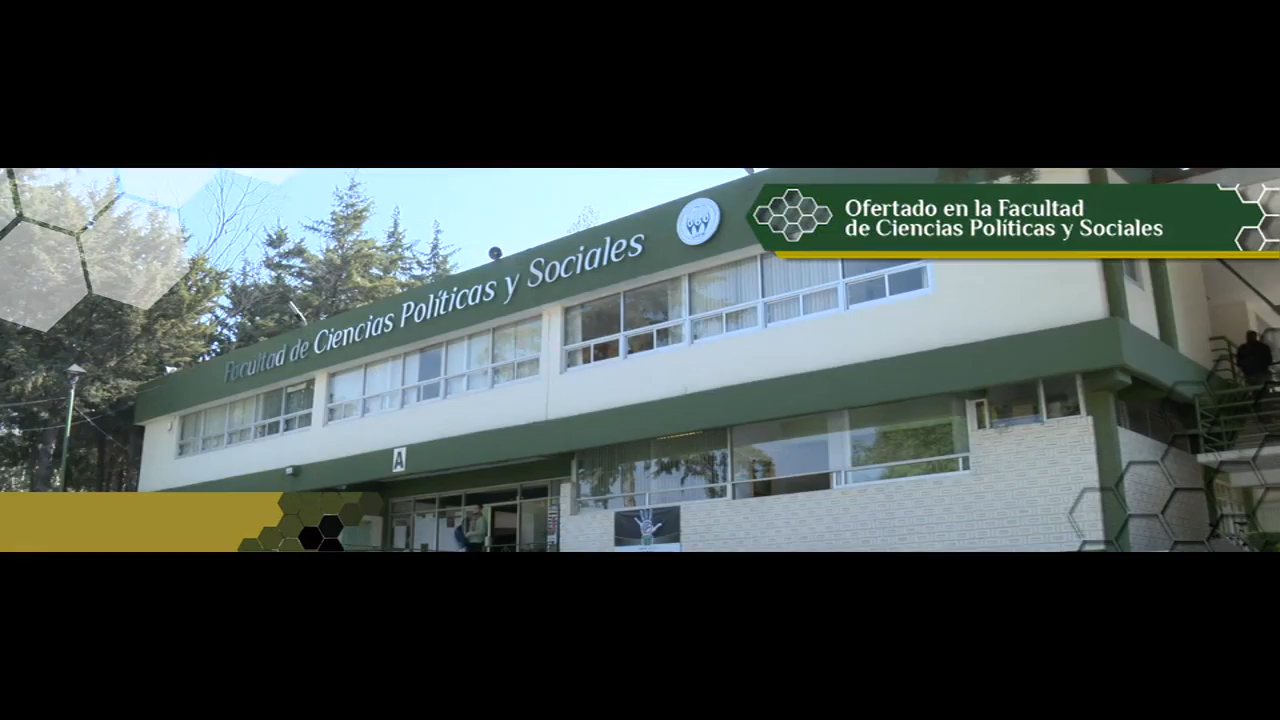 Ofertado en la Facultad
de Ciencias Políticas y Sociales
Facultad de Ciencias Políticas y Sociales
A